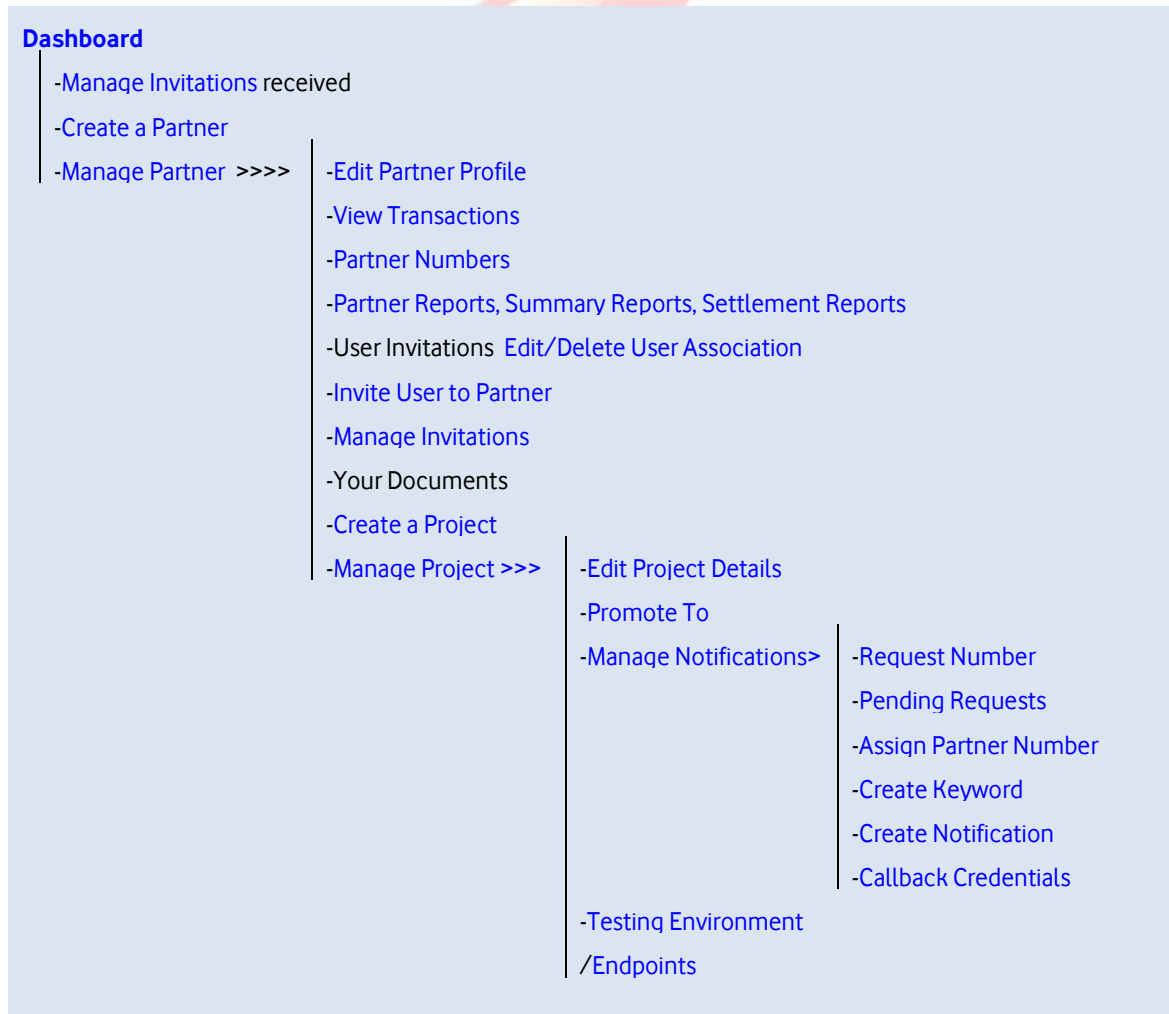 Dashboard
-Manage Invitations received
-Create a Partner
-Manage Partner >>>> -Edit Partner Profile
-View Transactions
-Partner Numbers
-Partner Reports, Summary Reports, Settlement Reports
-User Invitations Edit/Delete User Association
-Invite User to Partner
-Manage Invitations
-Your Documents
-Create a Project
-Manage Project >>> -Edit Project Details
-Promote To
-Manage Notifications> -Request Number
-Pending Requests
-Assign Partner Number
-Create Keyword
-Create Notification
-Callback Credentials
-Testing Environment
/Endpoints